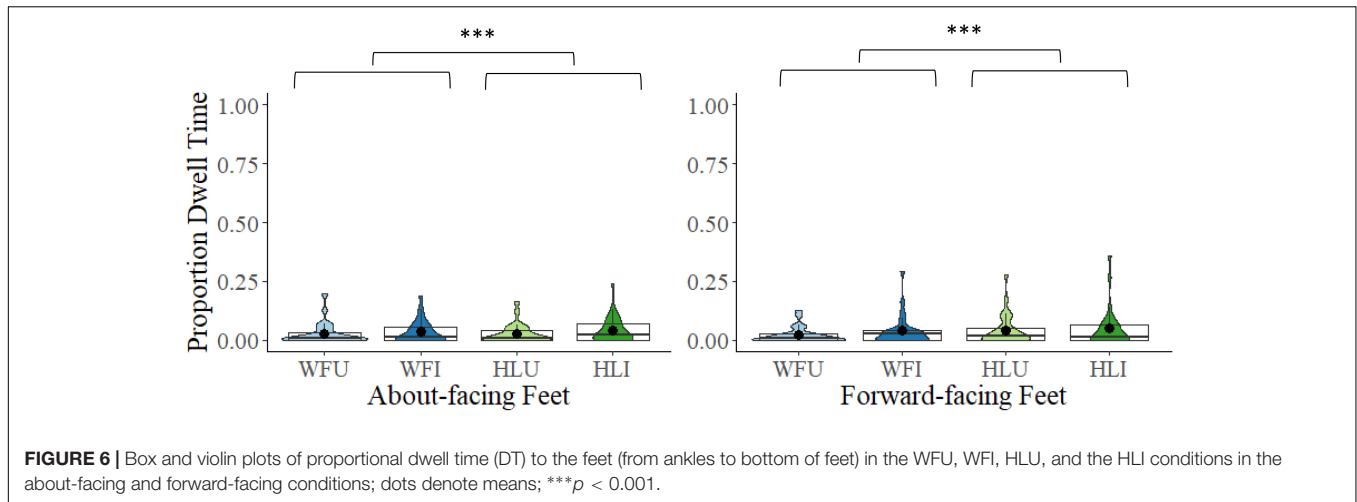 *** ***
1.00 1.00
0.75 0.75
0.50 0.50
0.25 0.25
0.00 0.00
Proportion Dwell Time
WFU WFI HLU HLI WFU WFI HLU HLI
About-facing Feet Forward-facing Feet
FIGURE 6 | Box and violin plots of proportional dwell time (DT) to the feet (from ankles to bottom of feet) in the WFU, WFI, HLU, and the HLI conditions in the
about-facing and forward-facing conditions; dots denote means; ***p < 0.001.